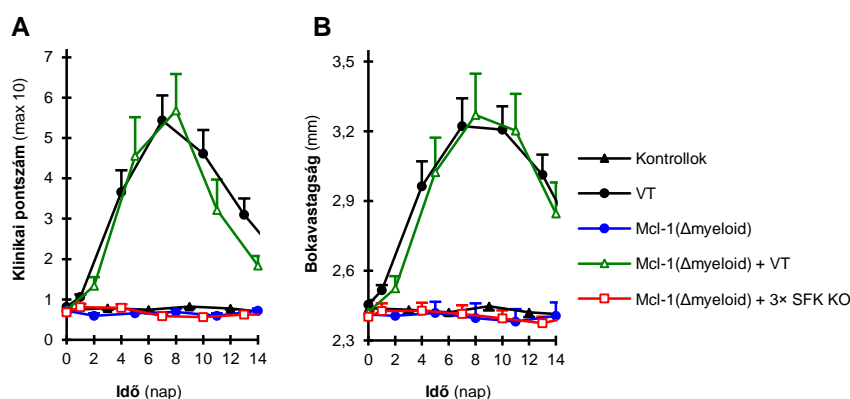 A
Klinikai pontszám (max 10)
7
6
5
4
3
2
1
0
0 2 4 6 8 10 12 14
Idő (nap)
B
Bokavastagság (mm)
3,5
3,2
2,9
2,6
2,3
0 2 4 6 8 10 12 14
Idő (nap)
Kontrollok
VT
Mcl-1(Δmyeloid)
Mcl-1(Δmyeloid) + VT
Mcl-1(Δmyeloid) + 3× SFK KO